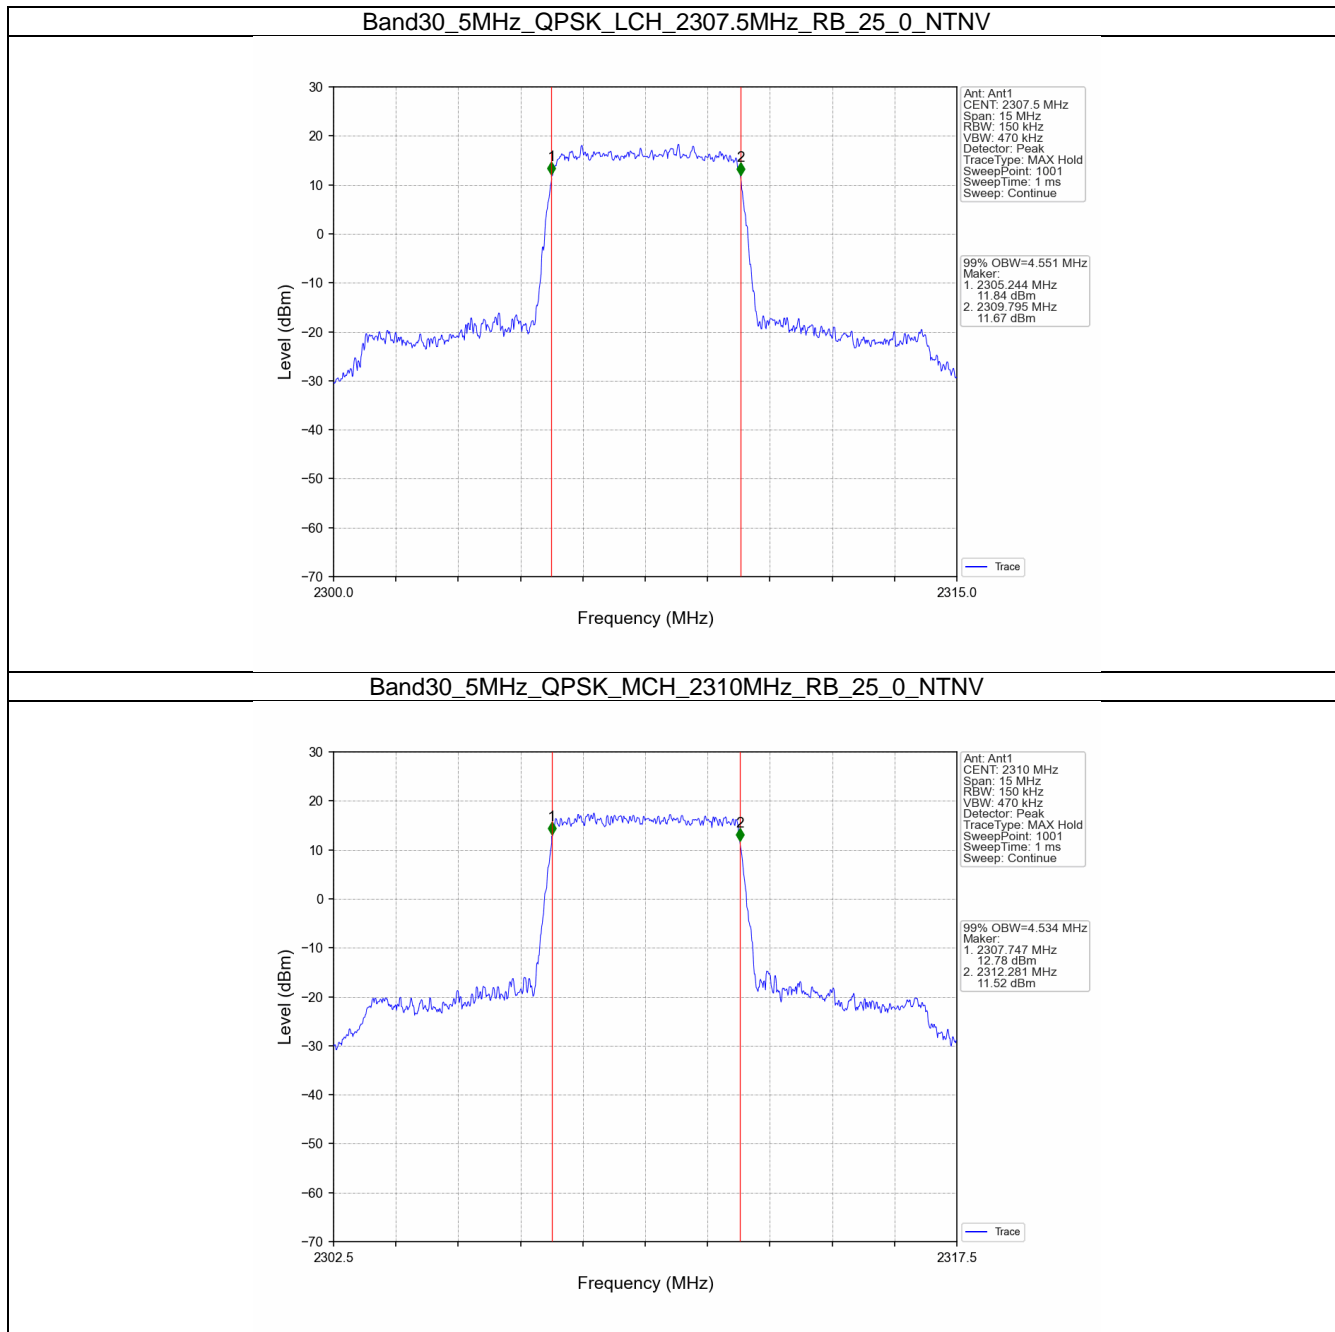 Band30_5MHz_QPSK_LCH_2307.5MHz_RB_25_0_NTNV
30
20
10
0
−10
−20
−30
−40
−50
−60
−70
Level (dBm)
1
2
2300.0
2315.0
Frequency (MHz)
Ant: Ant1
CENT: 2307.5 MHz
Span: 15 MHz
RBW: 150 kHz
VBW: 470 kHz
Detector: Peak
TraceType: MAX Hold
SweepPoint: 1001
SweepTime: 1 ms
Sweep: Continue
99% OBW=4.551 MHz
Maker:
1. 2305.244 MHz
11.84 dBm
2. 2309.795 MHz
11.67 dBm
Trace
Band30_5MHz_QPSK_MCH_2310MHz_RB_25_0_NTNV
30
20
10
0
−10
−20
−30
−40
−50
−60
−70
Level (dBm)
1
2
2302.5
2317.5
Frequency (MHz)
Ant: Ant1
CENT: 2310 MHz
Span: 15 MHz
RBW: 150 kHz
VBW: 470 kHz
Detector: Peak
TraceType: MAX Hold
SweepPoint: 1001
SweepTime: 1 ms
Sweep: Continue
99% OBW=4.534 MHz
Maker:
1. 2307.747 MHz
12.78 dBm
2. 2312.281 MHz
11.52 dBm
Trace